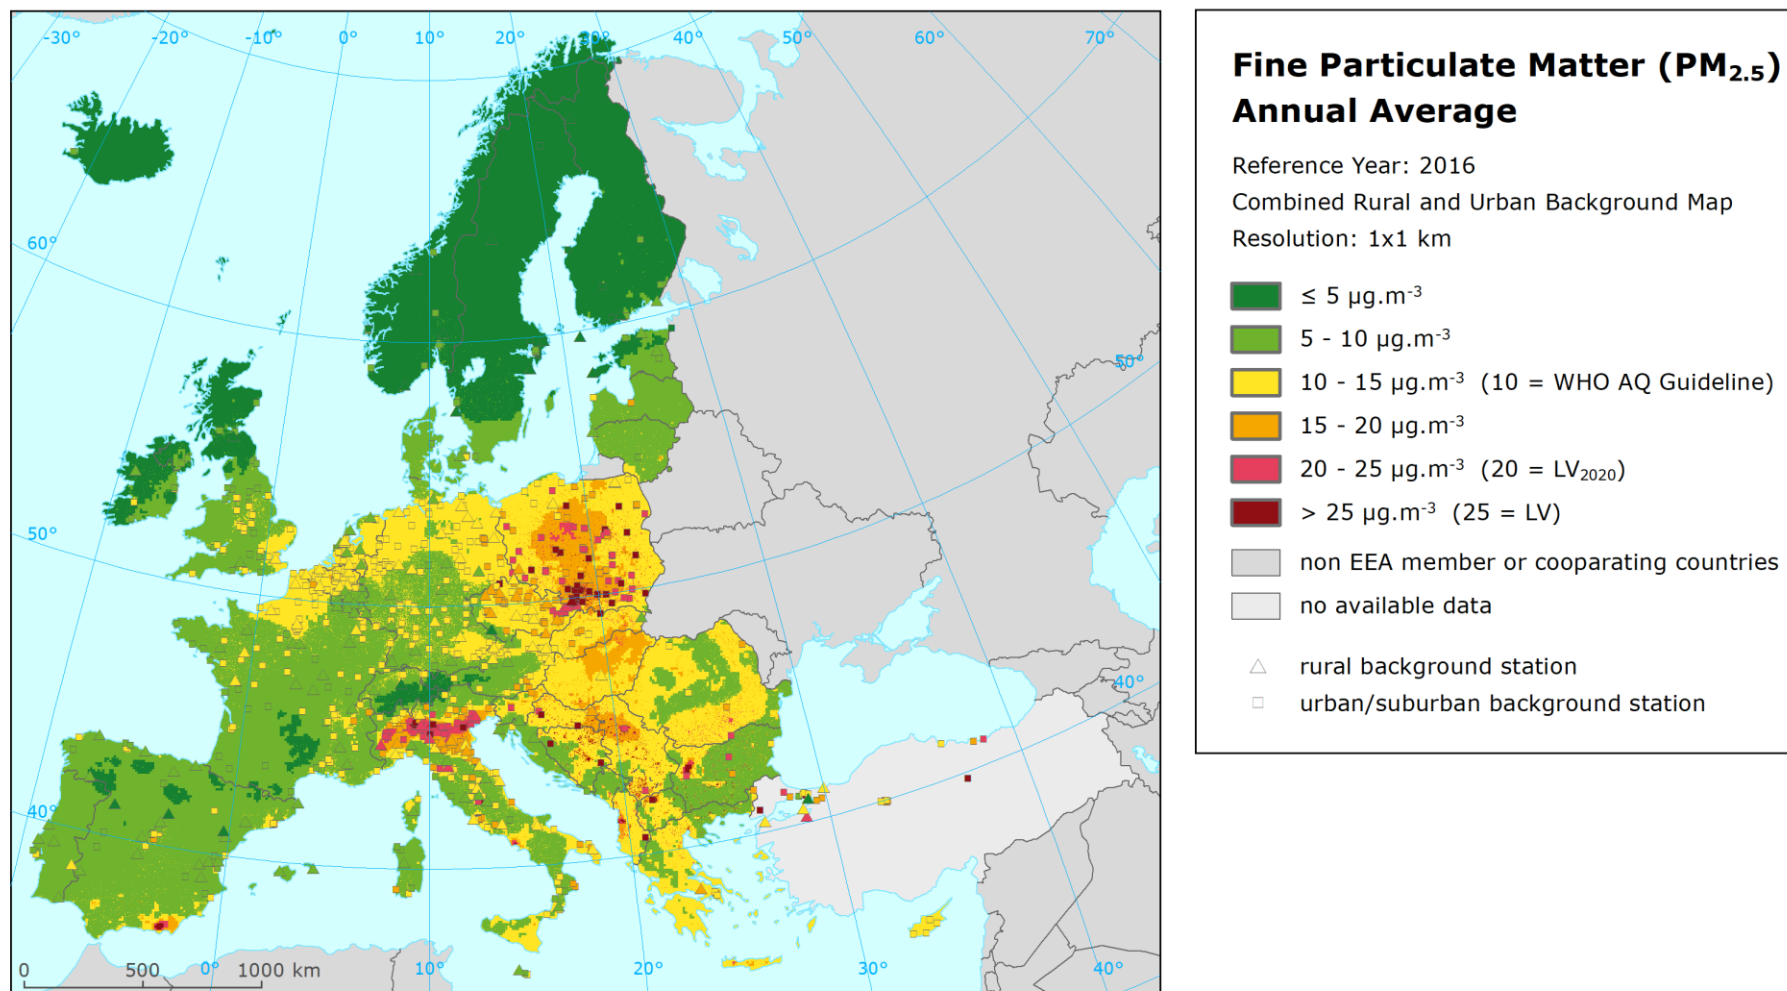 -30° -20° -10° 0° 10° 20° 30° 40° 50° 60° 70°
60°
50°
50°
40°
40°
0 500 1000 km
0° 10° 20° 30° 40°
Fine Particulate Matter (PM2.5)
Annual Average
Reference Year: 2016
Combined Rural and Urban Background Map
Resolution: 1x1 km
≤ 5 µg.m-3
5 - 10 µg.m-3
10 - 15 µg.m-3 (10 = WHO AQ Guideline)
15 - 20 µg.m-3
20 - 25 µg.m-3 (20 = LV2020)
> 25 µg.m-3 (25 = LV)
non EEA member or cooparating countries
no available data
rural background station
urban/suburban background station